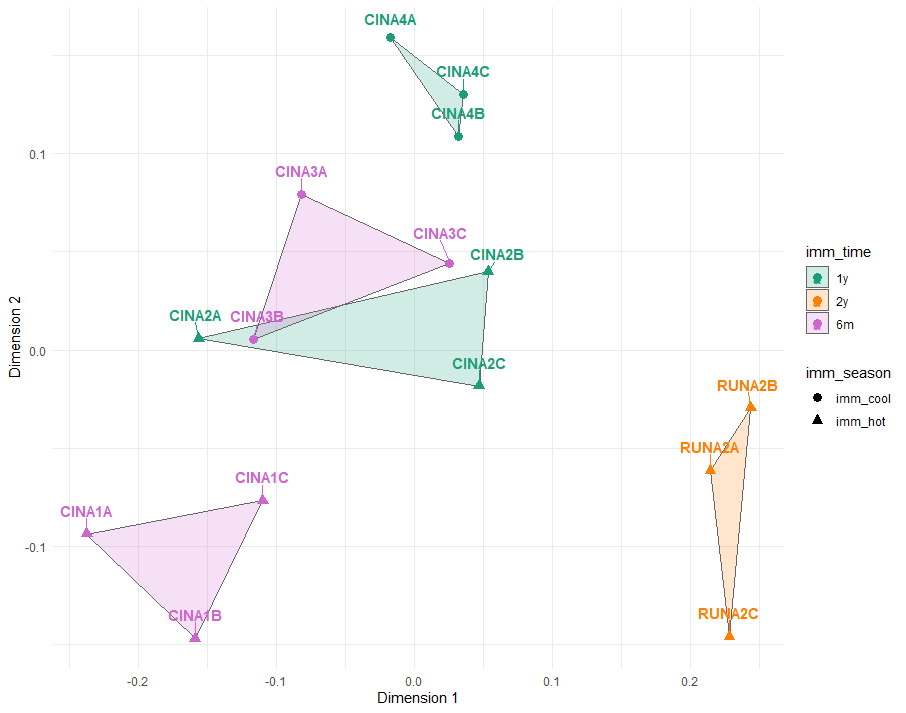 CINA4A
CINA4C
CINA4B
0.1
CINA3A
CINA3C
CINA2B
CINA2A
CINA3B
0.0
CINA2C
RUNA2B
RUNA2A
CINA1C
CINA1A
-0.1
CINA1B
RUNA2C
-0.2
-0.1
0.0
0.1
0.2
Dimension 1
Dimension 2
imm_time
1y
2y
6m
imm_season
imm_cool
imm_hot